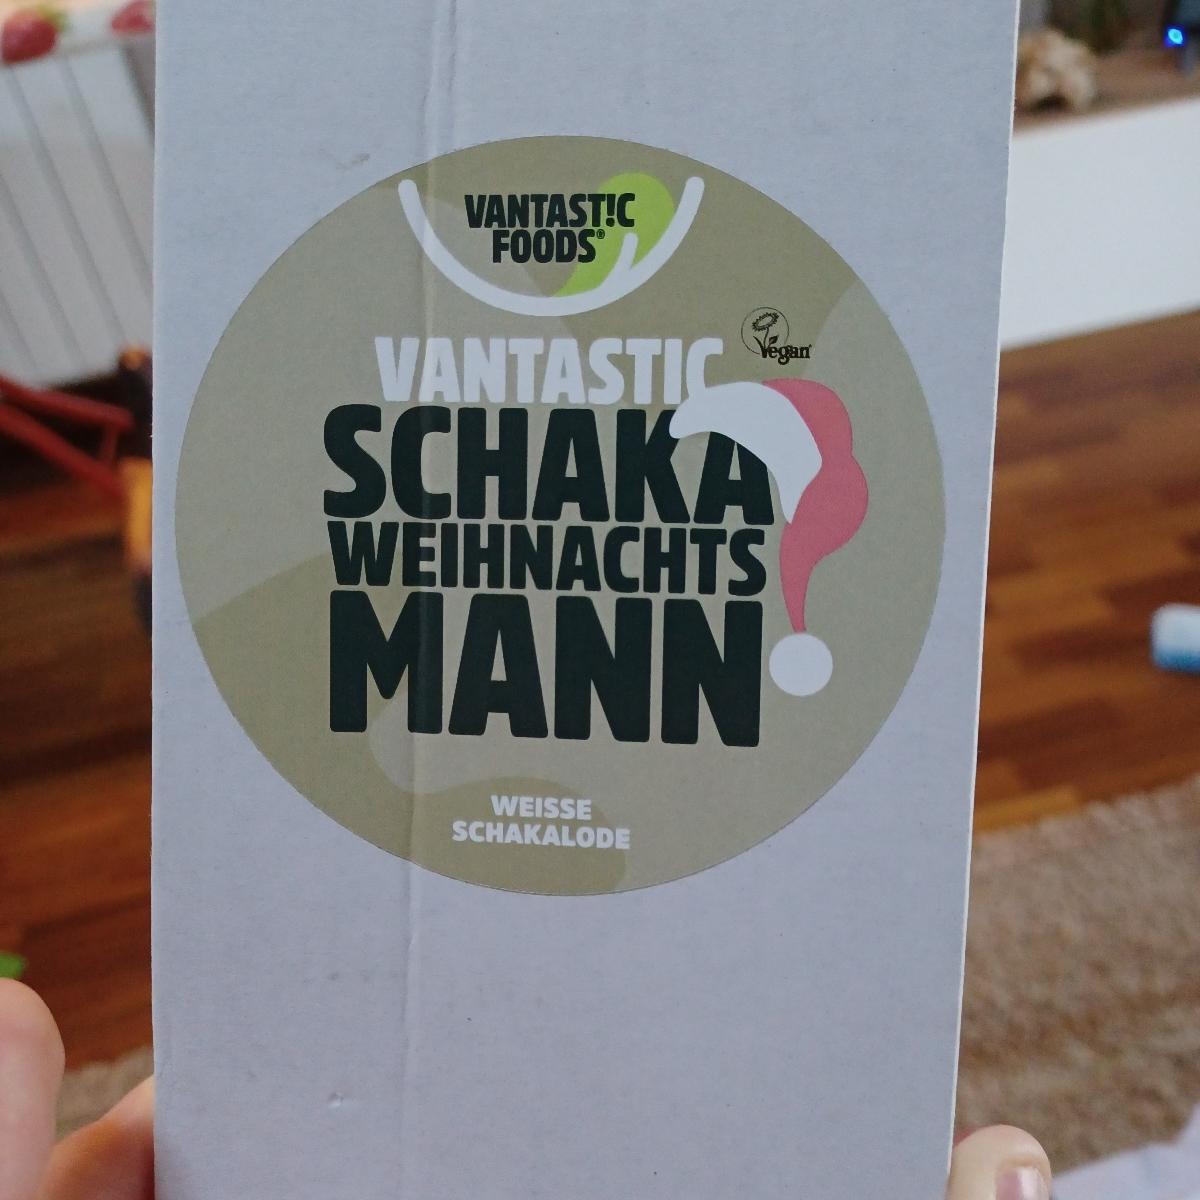 VANTAST!C
FOODS®
VANTASTIC
Vegan
SCHAKA
WEIHNACHTS
MANN
WEISSE
SCHAKALODE